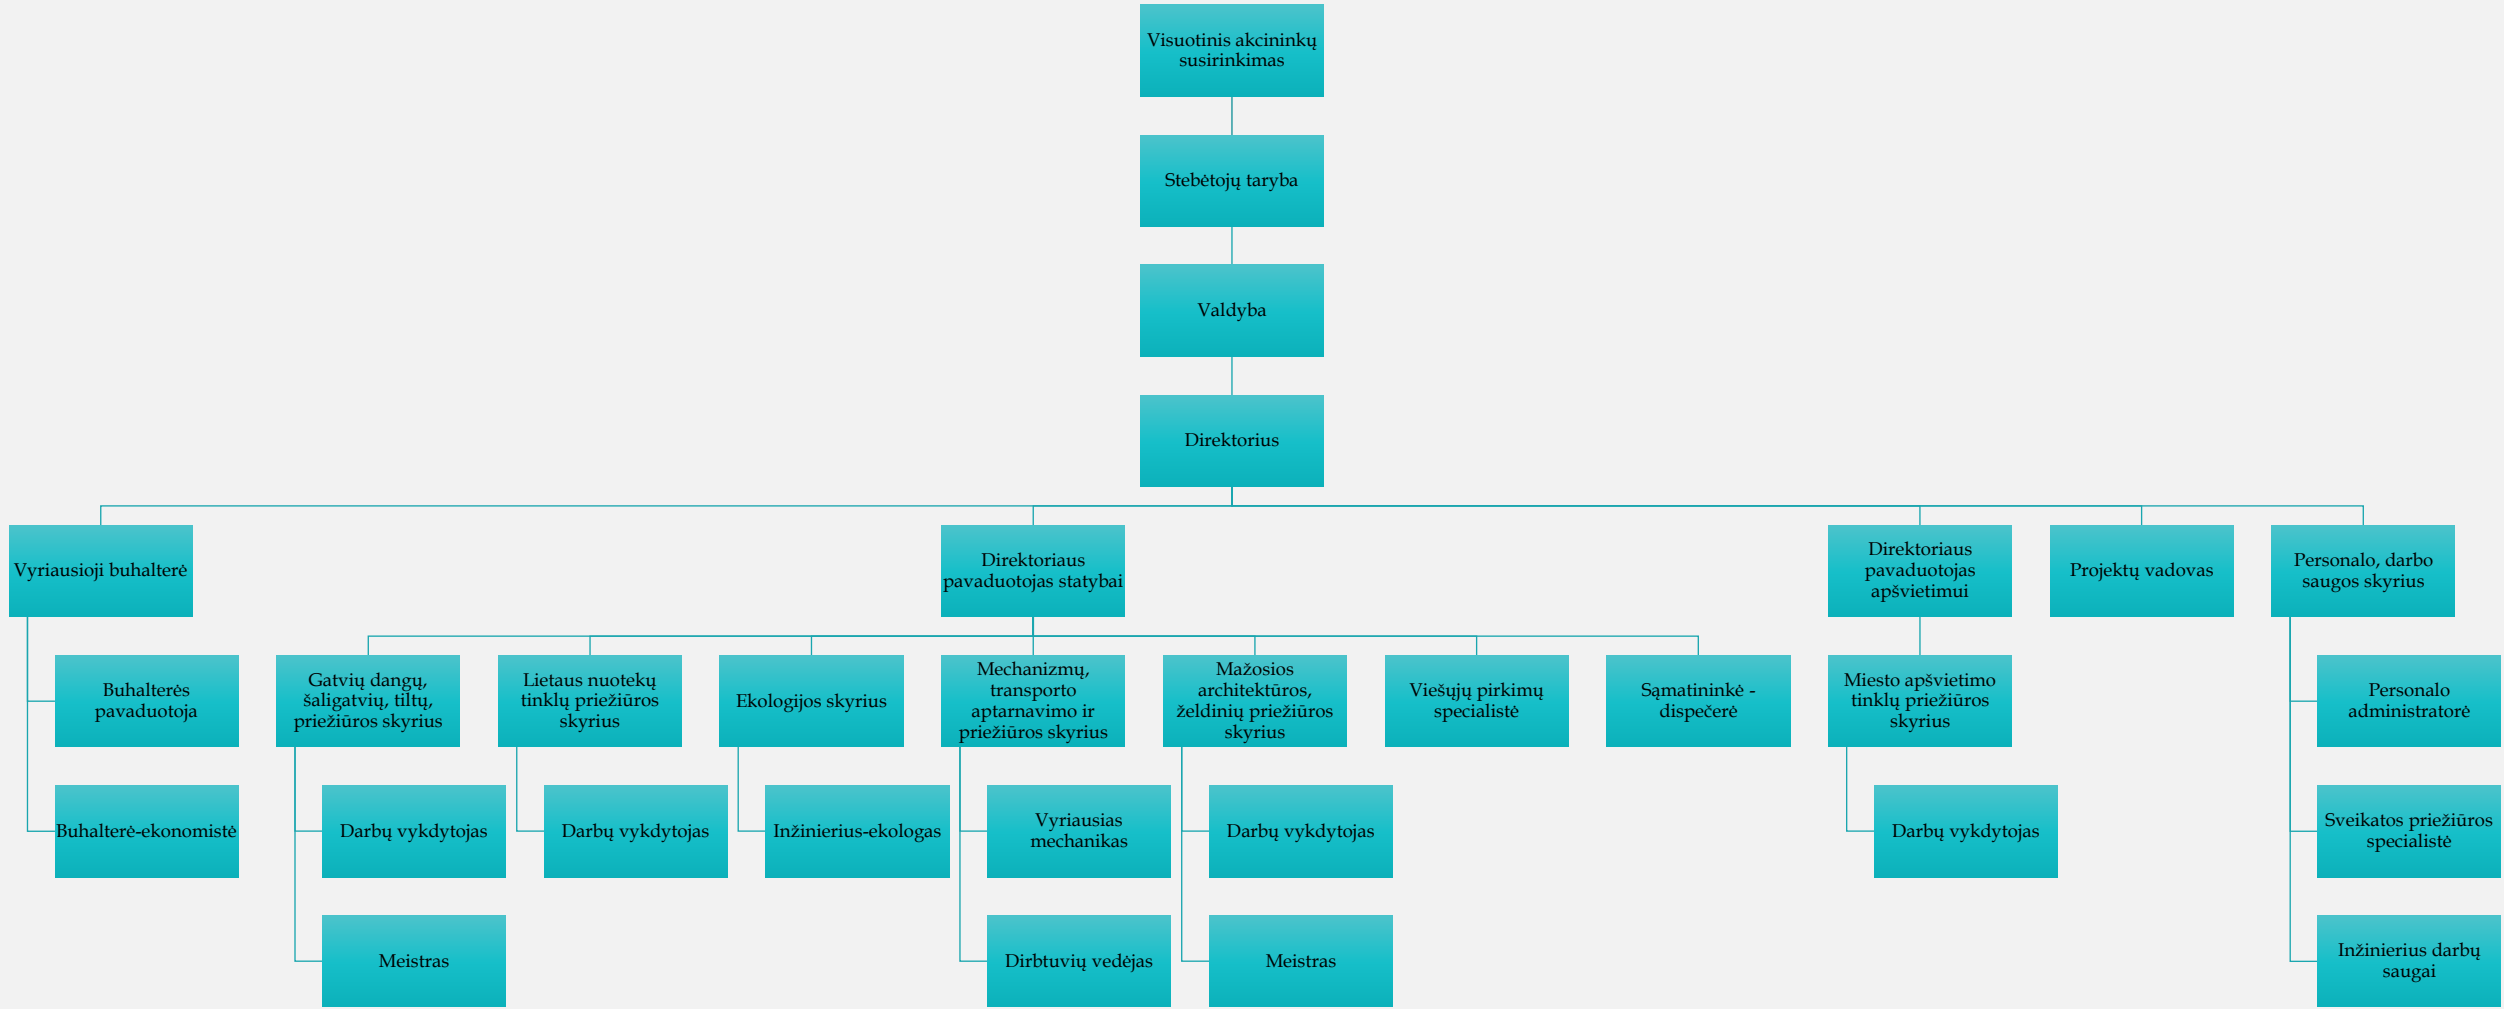 Visuotinis akcininkų
susirinkimas
Stebėtojų taryba
Valdyba
Direktorius
Vyriausioji buhalterė
Direktoriaus
pavaduotojas statybai
Direktoriaus
pavaduotojas
apšvietimui
Projektų vadovas
Personalo, darbo
saugos skyrius
Buhalterės
pavaduotoja
Gatvių dangų,
šaligatvių, tiltų,
priežiūros skyrius
Lietaus nuotekų
tinklų priežiūros
skyrius
Ekologijos skyrius
Mechanizmų,
transporto
aptarnavimo ir
priežiūros skyrius
Mažosios
architektūros,
želdinių priežiūros
skyrius
Viešųjų pirkimų
specialistė
Sąmatininkė -
dispečerė
Miesto apšvietimo
tinklų priežiūros
skyrius
Personalo
administratorė
Buhalterė-ekonomistė
Darbų vykdytojas
Darbų vykdytojas
Inžinierius-ekologas
Vyriausias
mechanikas
Darbų vykdytojas
Darbų vykdytojas
Sveikatos priežiūros
specialistė
Meistras
Dirbtuvių vedėjas
Meistras
Inžinierius darbų
saugai